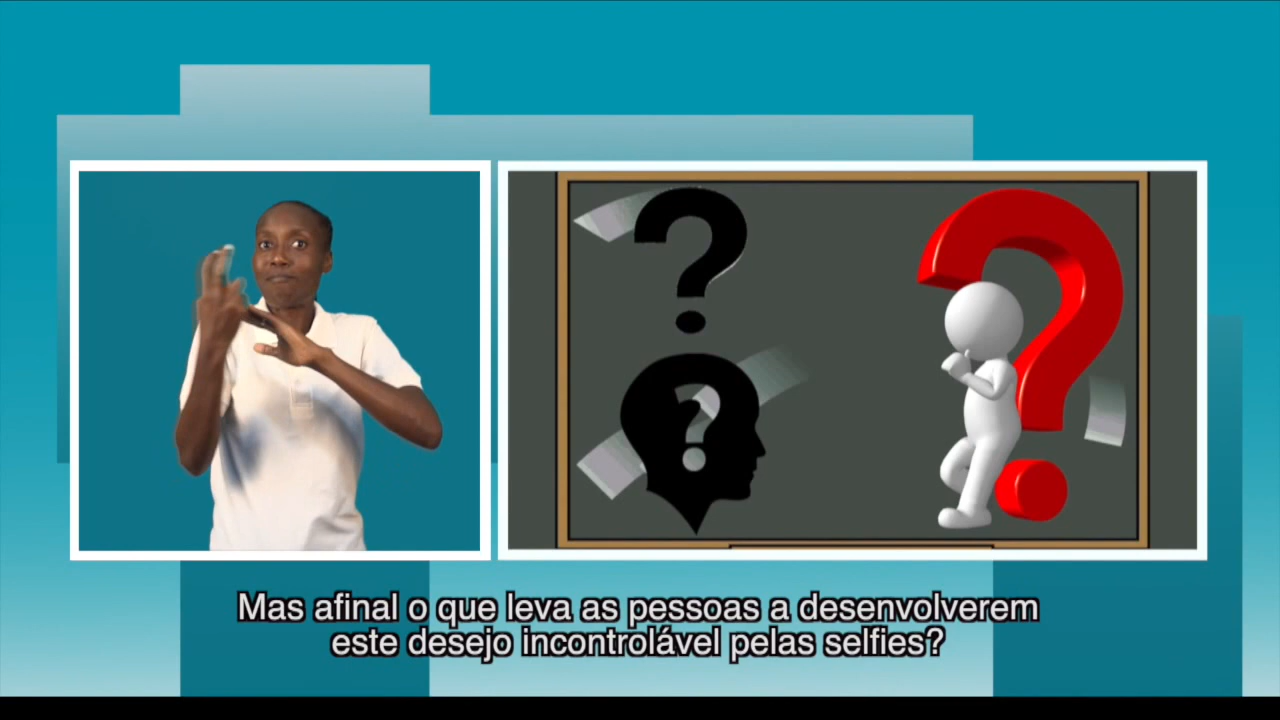 Mas afinal o que leva as pessoas a desenvolverem
este desejo incontrolável pelas selfies?